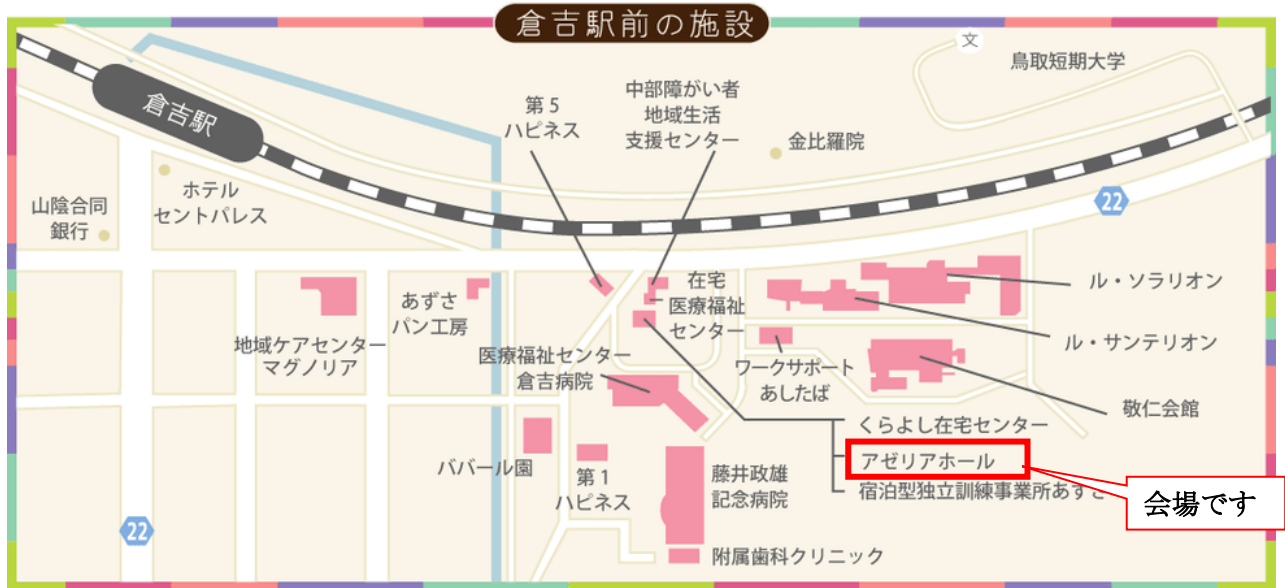 倉吉駅前の施設
文
鳥取短期大学
倉吉駅
第5
ハピネス
中部障がい者
地域生活
支援センター
金比羅院
ホテル
セントパレス
山陰合同
銀行
22
在宅
医療福祉
センター
ル・ソラリオン
あずさ
パン工房
地域ケアセンター
マグノリア
ル・サンテリオン
医療福祉センター
倉吉病院
ワークサポート
あしたば
敬仁会館
くらよし在宅センター
アゼリアホール
宿泊型独立訓練事業所あずさ
会場です
ババール園
第1
ハピネス
藤井政雄
記念病院
22
附属歯科クリニック